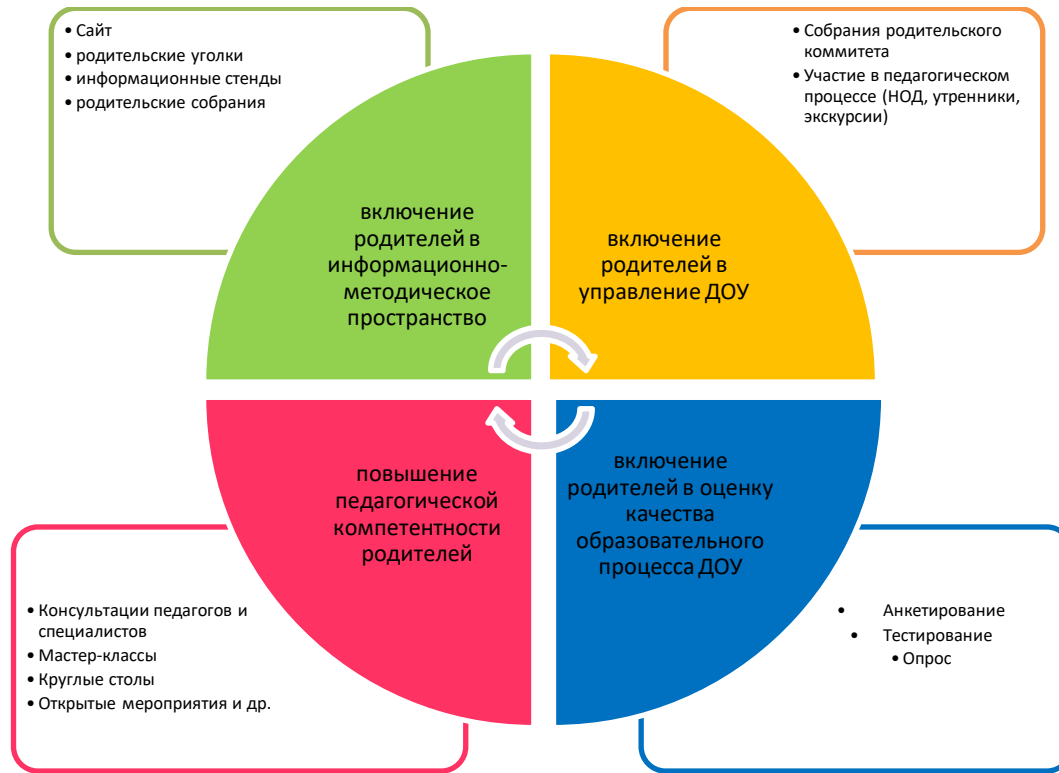 • Сайт
• родительские уголки
• информационные стенды
• родительские собрания
• Собрания родительского
коммитета
• Участие в педагогическом
процессе (НОД, утренники,
экскурсии)
включение
родителей в
информационно-
методическое
пространство
включение
родителей в
управление ДОУ
повышение
педагогической
компетентности
родителей
включение
родителей в оценку
качества
образовательного
процесса ДОУ
• Консультации педагогов и
специалистов
• Мастер-классы
• Круглые столы
• Открытые мероприятия и др.
• Анкетирование
• Тестирование
• Опрос